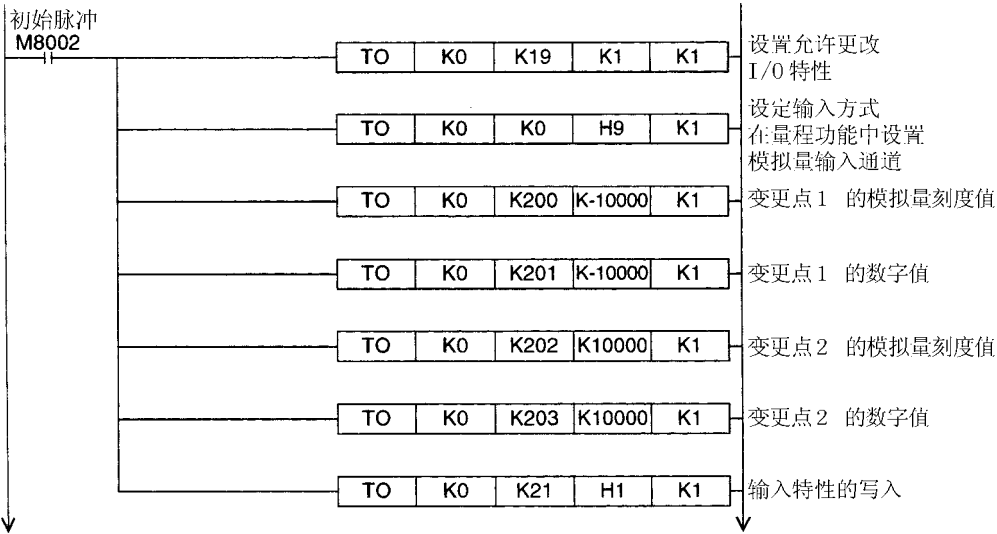 初始脉冲
M8002
TO K0 K19 K1 K1
设置允许更改
I/O特性
TO K0 K0 H9 K1
设定输入方式
在量程功能中设置
模拟量输入通道
TO K0 K200 K-10000 K1
变更点1 的模拟量刻度值
TO K0 K201 K-10000 K1
变更点1 的数字值
TO K0 K202 K10000 K1
变更点2 的模拟量刻度值
TO K0 K203 K10000 K1
变更点2 的数字值
TO K0 K21 H1 K1
输入特性的写入